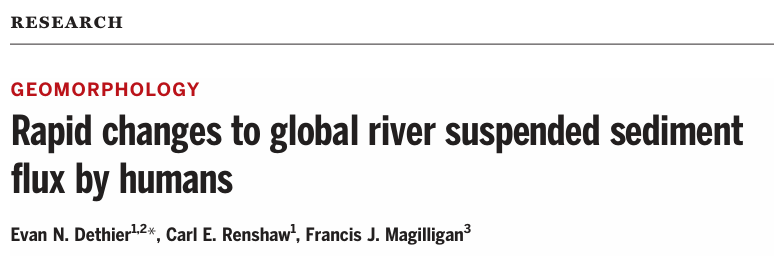 RESEARCH
GEOMORPHOLOGY
Rapid changes to global river suspended sediment
flux by humans
Evan N. Dethier1,2*, Carl E. Renshaw1, Francis J. Magilligan3